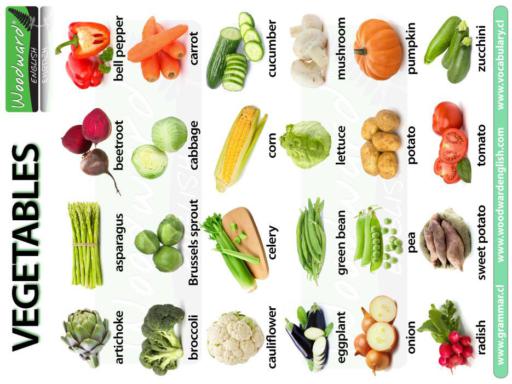 VEGETABLES
Woodward®
ENGLISH
artichoke asparagus beetroot bell pepper
broccoli Brussels sprout cabbage carrot
cauliflower celery corn cucumber
eggplant green bean lettuce mushroom
onion pea potato pumpkin
radish sweet potato tomato zucchini
www.grammar.cl www.woodwardenglish.com www.vocabulary.cl